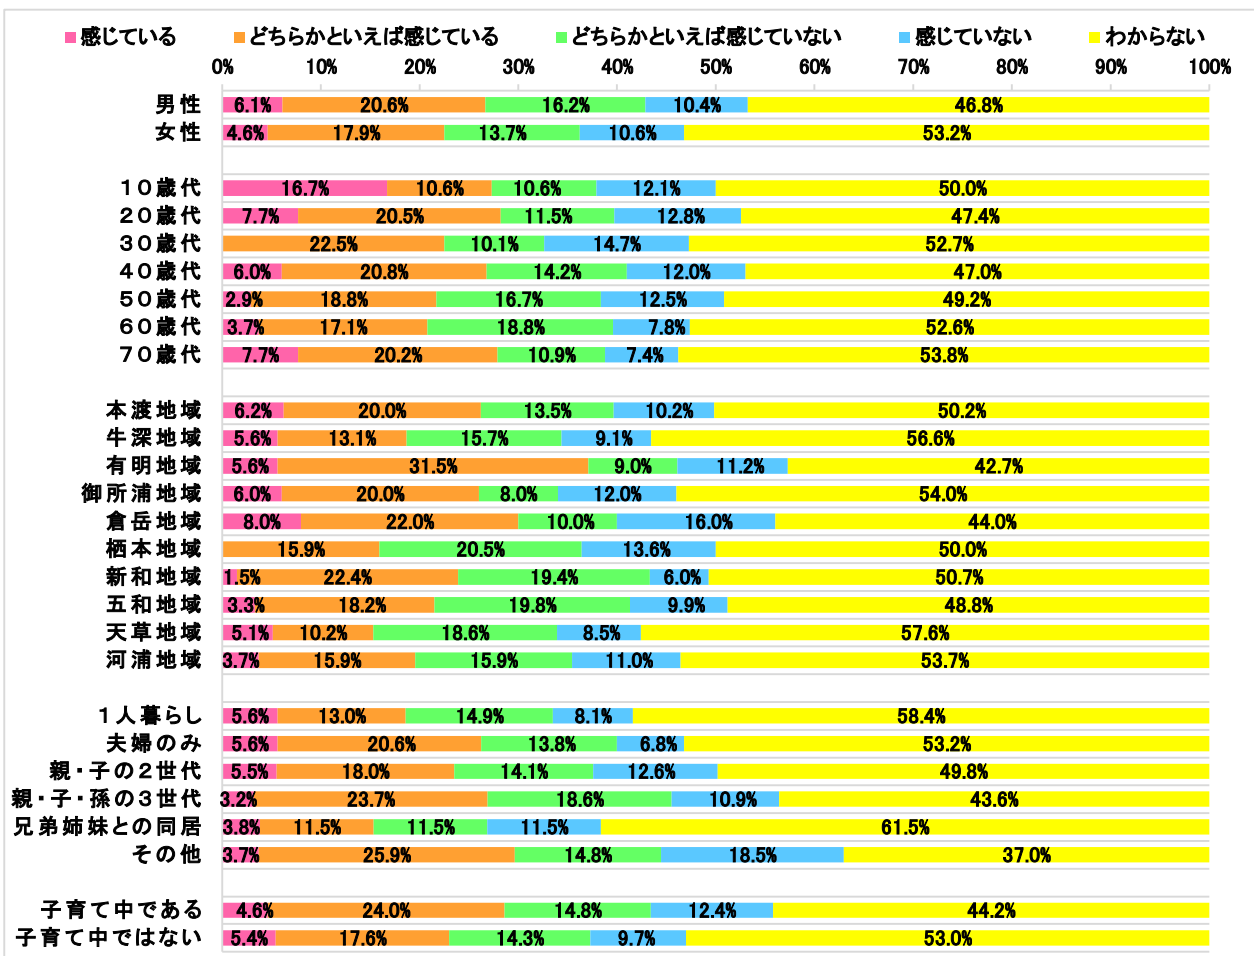 感じている どちらかといえば感じている どちらかといえば感じていない 感じていない わからない
0% 10% 20% 30% 40% 50% 60% 70% 80% 90% 100%
男性 6.1% 20.6% 16.2% 10.4% 46.8%
女性 4.6% 17.9% 13.7% 10.6% 53.2%
10歳代 16.7% 10.6% 10.6% 12.1% 50.0%
20歳代 7.7% 20.5% 11.5% 12.8% 47.4%
30歳代 22.5% 10.1% 14.7% 52.7%
40歳代 6.0% 20.8% 14.2% 12.0% 47.0%
50歳代 2.9% 18.8% 16.7% 12.5% 49.2%
60歳代 3.7% 17.1% 18.8% 7.8% 52.6%
70歳代 7.7% 20.2% 10.9% 7.4% 53.8%
本渡地域 6.2% 20.0% 13.5% 10.2% 50.2%
牛深地域 5.6% 13.1% 15.7% 9.1% 56.6%
有明地域 5.6% 31.5% 9.0% 11.2% 42.7%
御所浦地域 6.0% 20.0% 8.0% 12.0% 54.0%
倉岳地域 8.0% 22.0% 10.0% 16.0% 44.0%
栖本地域 15.9% 20.5% 13.6% 50.0%
新和地域 1.5% 22.4% 19.4% 6.0% 50.7%
五和地域 3.3% 18.2% 19.8% 9.9% 48.8%
天草地域 5.1% 10.2% 18.6% 8.5% 57.6%
河浦地域 3.7% 15.9% 15.9% 11.0% 53.7%
1人暮らし 5.6% 13.0% 14.9% 8.1% 58.4%
夫婦のみ 5.6% 20.6% 13.8% 6.8% 53.2%
親・子の2世代 5.5% 18.0% 14.1% 12.6% 49.8%
親・子・孫の3世代 3.2% 23.7% 18.6% 10.9% 43.6%
兄弟姉妹との同居 3.8% 11.5% 11.5% 11.5% 61.5%
その他 3.7% 25.9% 14.8% 18.5% 37.0%
子育て中である 4.6% 24.0% 14.8% 12.4% 44.2%
子育て中ではない 5.4% 17.6% 14.3% 9.7% 53.0%